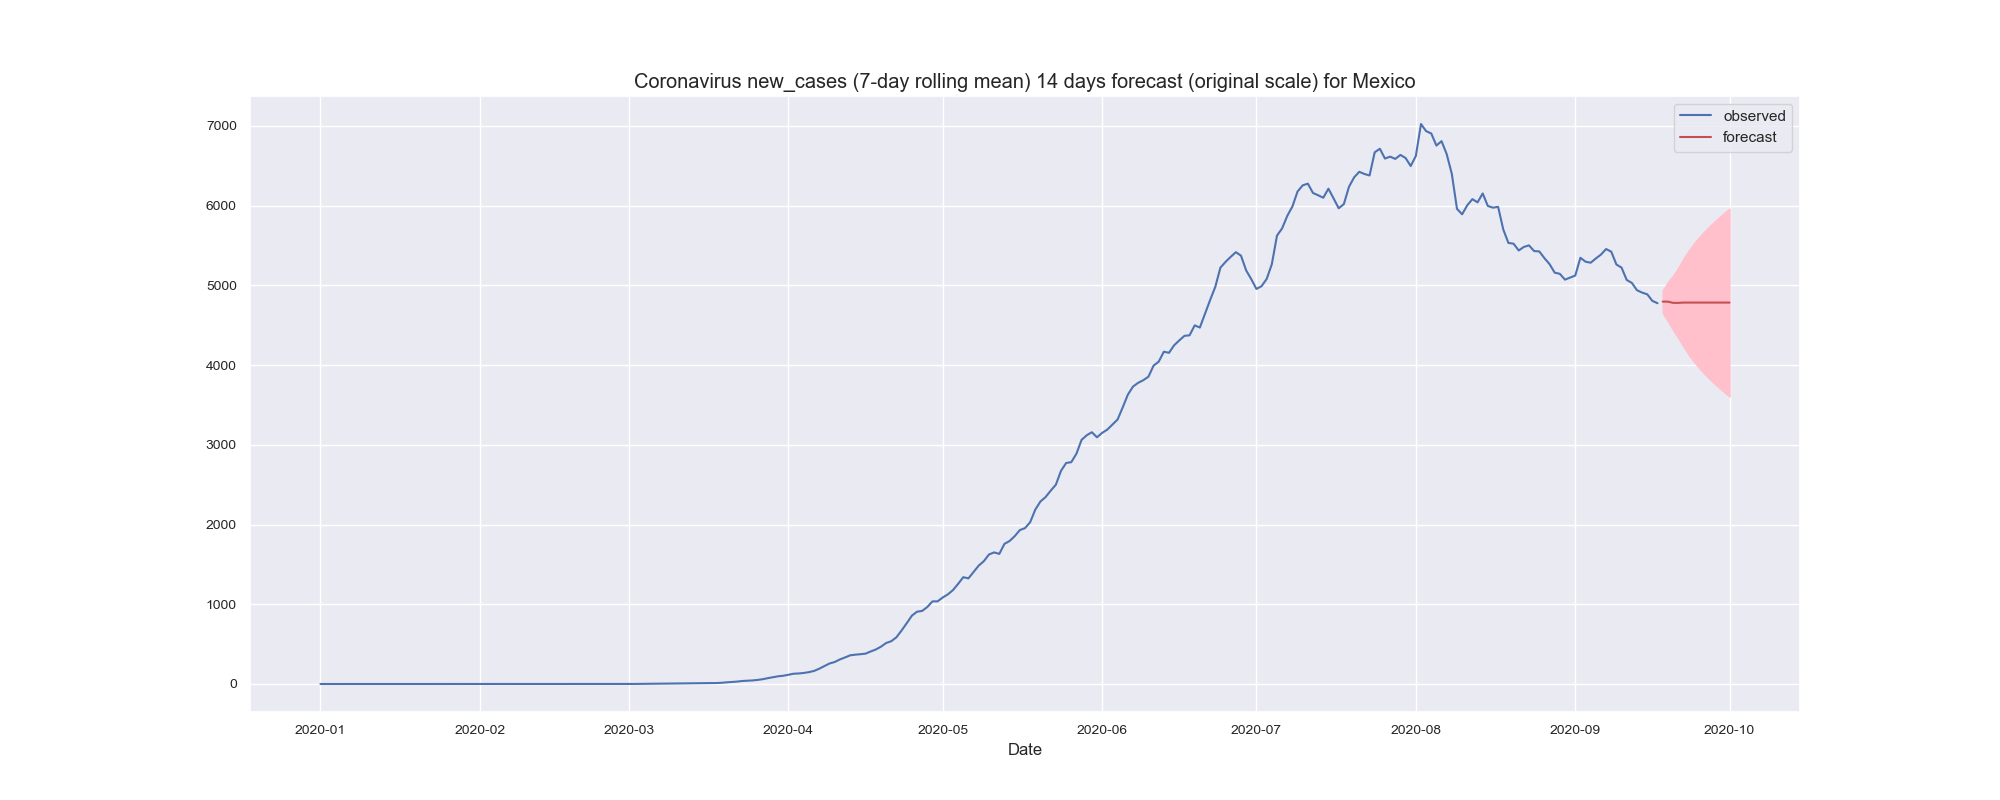 Coronavirus new_cases (7-day rolling mean) 14 days forecast (original scale) for Mexico
observed
forecast
7000
6000
5000
4000
3000
2000
1000
0
2020-01 2020-02 2020-03 2020-04 2020-05 2020-06 2020-07 2020-08 2020-09 2020-10
Date